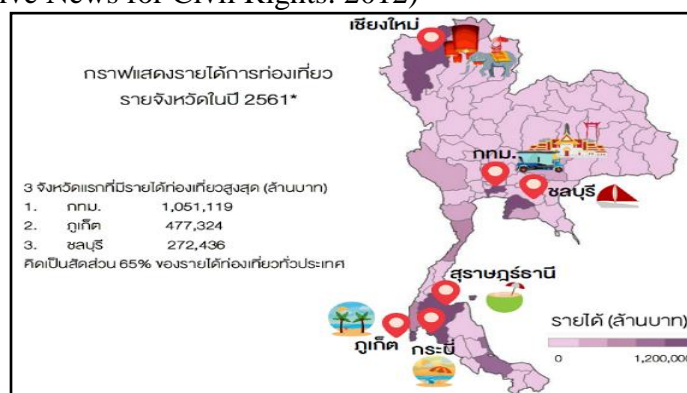 ive News for Civil Rights. 2012)
เชียงใหม่
กราฟแสดงรายได้การท่องเที่ยว
รายจังหวัดในปี 2561*
กทม.
ชลบุรี
3 จังหวัดแรกที่มีรายได้ท่องเที่ยวสูงสุด (ล้านบาท)
1. กทม. 1,051,119
2. ภูเก็ต 477,324
3. ชลบุรี 272,436
คิดเป็นสัดส่วน 65% ของรายได้ท่องเที่ยวทั่วประเทศ
สุราษฎร์ธานี
ภูเก็ต กระบี่
รายได้ (ล้านบาท)
0 1,200,000